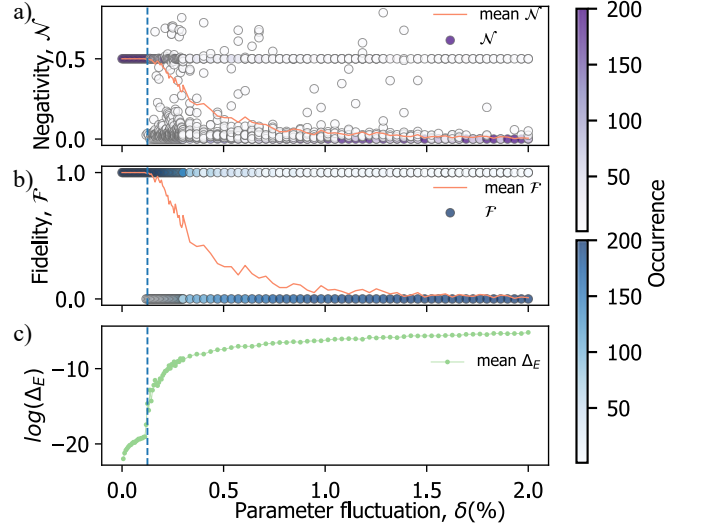 a)
Negativity, 𝒩
0.5
0.0
mean 𝒩
𝒩
b)
Fidelity, ℱ
1.0
0.0
mean ℱ
ℱ
c)
log(Δ_E)
-10
-20
mean Δ_E
0.0 0.5 1.0 1.5 2.0
Parameter fluctuation, δ(%)
200
150
100
50
200
150
100
50
Occurrence